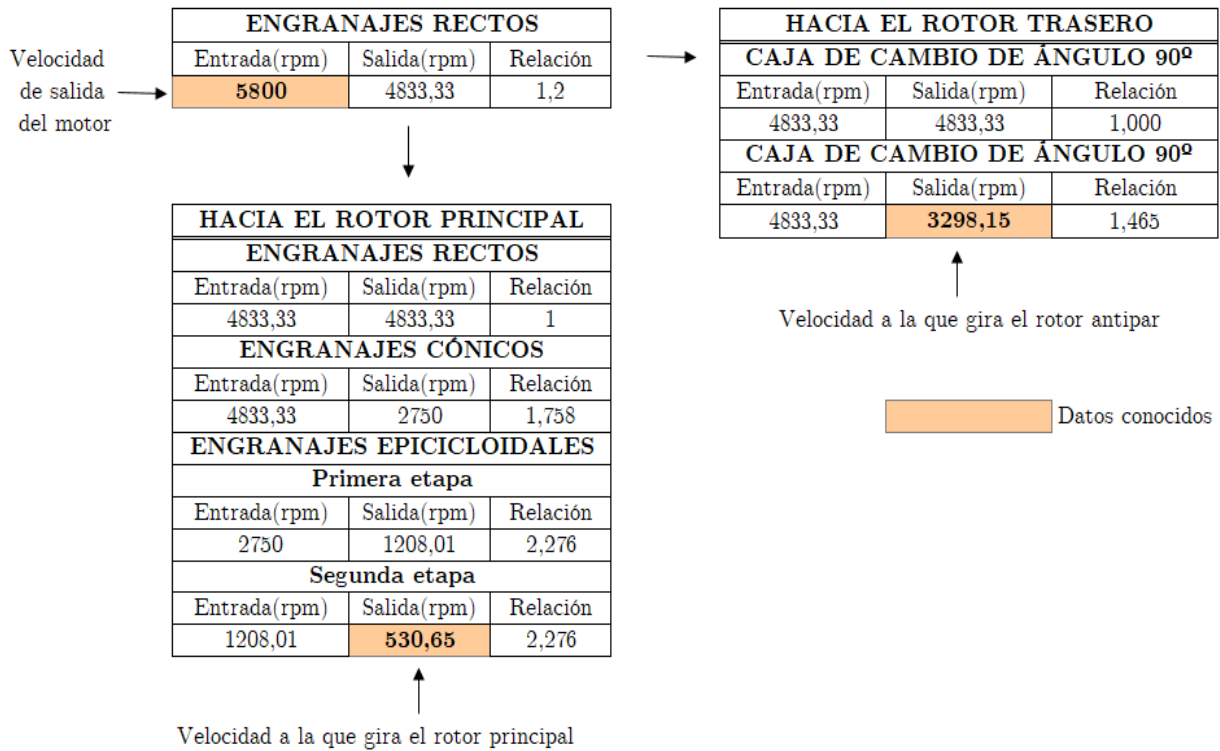 ENGRANAJES RECTOS
Entrada(rpm) Salida(rpm) Relación
5800 4833,33 1,2
Velocidad
de salida
del motor
HACIA EL ROTOR TRASERO
CAJA DE CAMBIO DE ÁNGULO 90º
Entrada(rpm) Salida(rpm) Relación
4833,33 4833,33 1,000
CAJA DE CAMBIO DE ÁNGULO 90º
Entrada(rpm) Salida(rpm) Relación
4833,33 3298,15 1,465
Velocidad a la que gira el rotor antipar
Datos conocidos
HACIA EL ROTOR PRINCIPAL
ENGRANAJES RECTOS
Entrada(rpm) Salida(rpm) Relación
4833,33 4833,33 1
ENGRANAJES CÓNICOS
Entrada(rpm) Salida(rpm) Relación
4833,33 2750 1,758
ENGRANAJES EPICICLOIDALES
Primera etapa
Entrada(rpm) Salida(rpm) Relación
2750 1208,01 2,276
Segunda etapa
Entrada(rpm) Salida(rpm) Relación
1208,01 530,65 2,276
Velocidad a la que gira el rotor principal